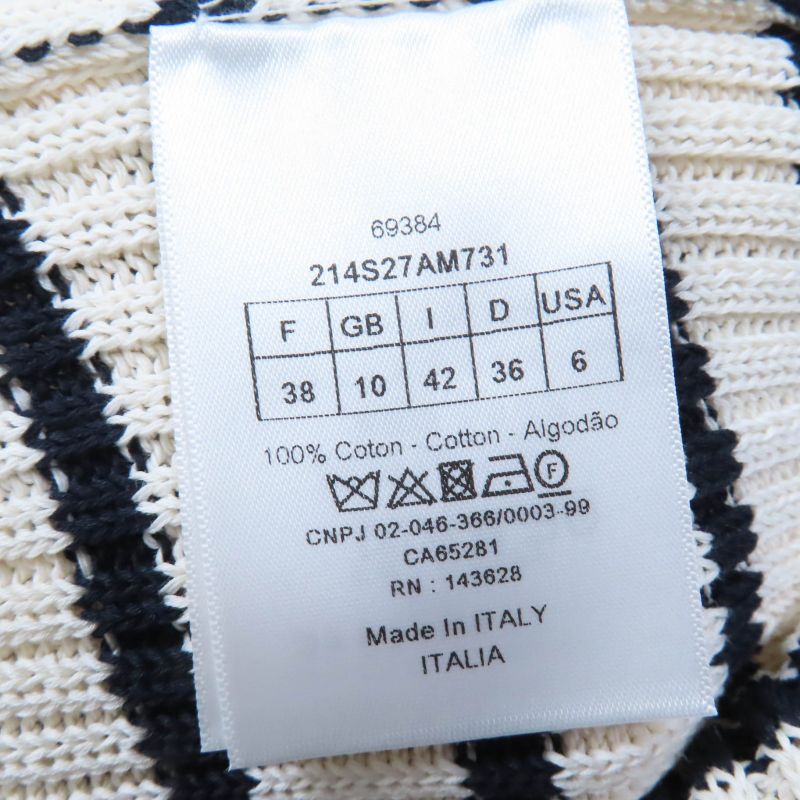 69384
214S27AM731
F GB I D USA
38 10 42 36 6
100% Coton - Cotton - Algodão
F
CNPJ 02-046-366/0003-99
CA65281
RN : 143628
Made In ITALY
ITALIA